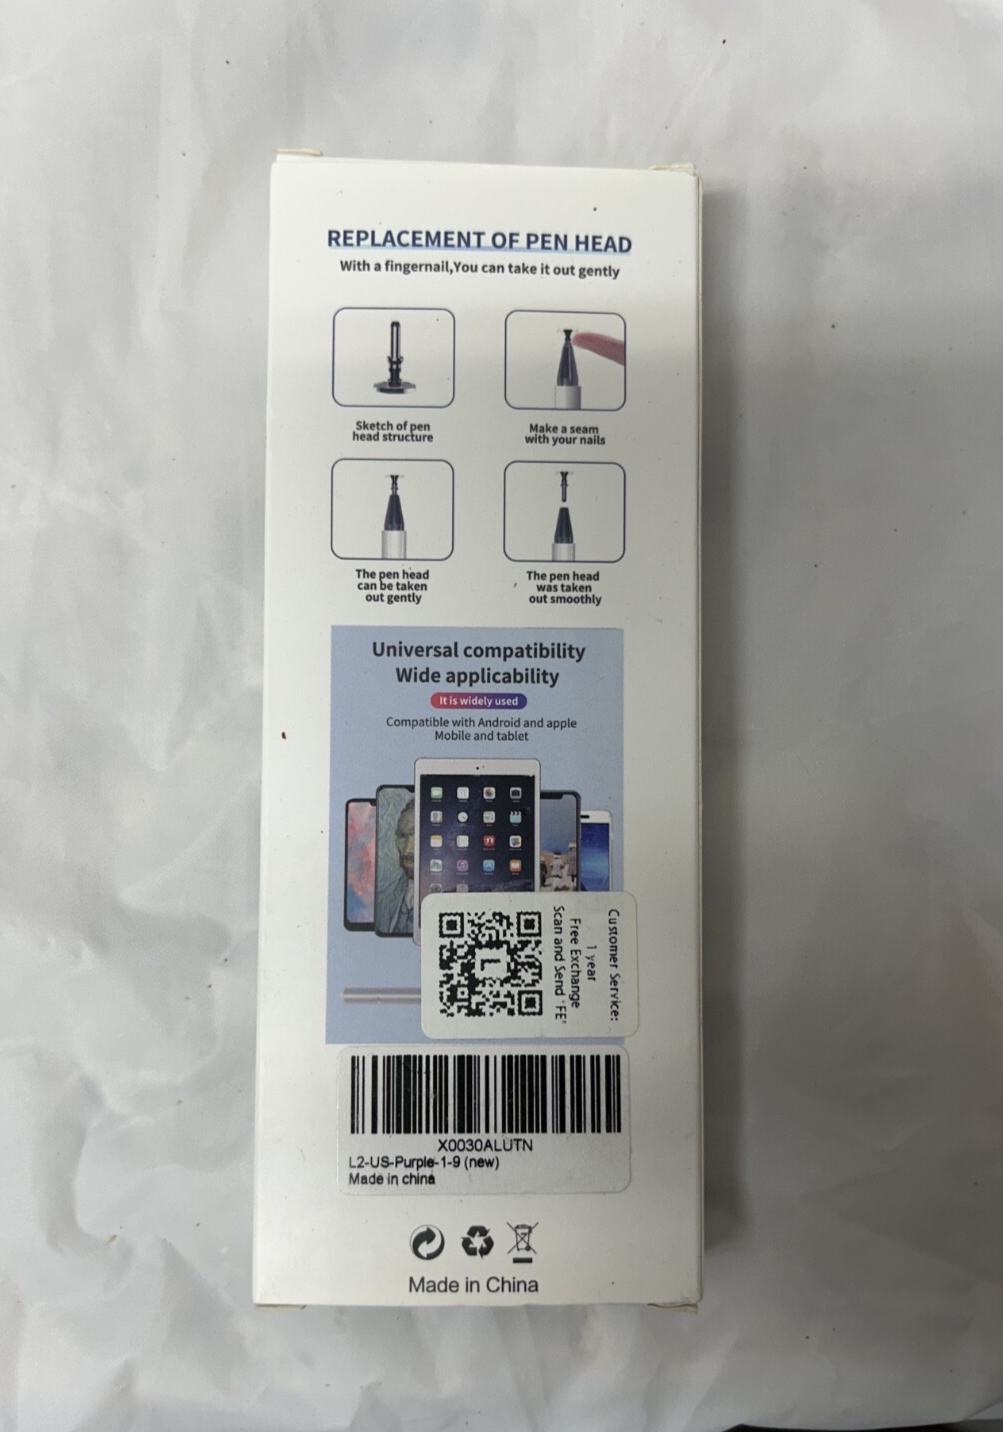 REPLACEMENT OF PEN HEAD
With a fingernail,You can take it out gently
Sketch of pen
head structure
Make a seam
with your nails
The pen head
can be taken
out gently
The pen head
was taken
out smoothly
Universal compatibility
Wide applicability
It is widely used
Compatible with Android and apple
Mobile and tablet
Customer Service:
1 year
Free Exchange
Scan and Send 'FE'
X0030ALUTN
L2-US-Purple-1-9 (new)
Made in china
Made in China